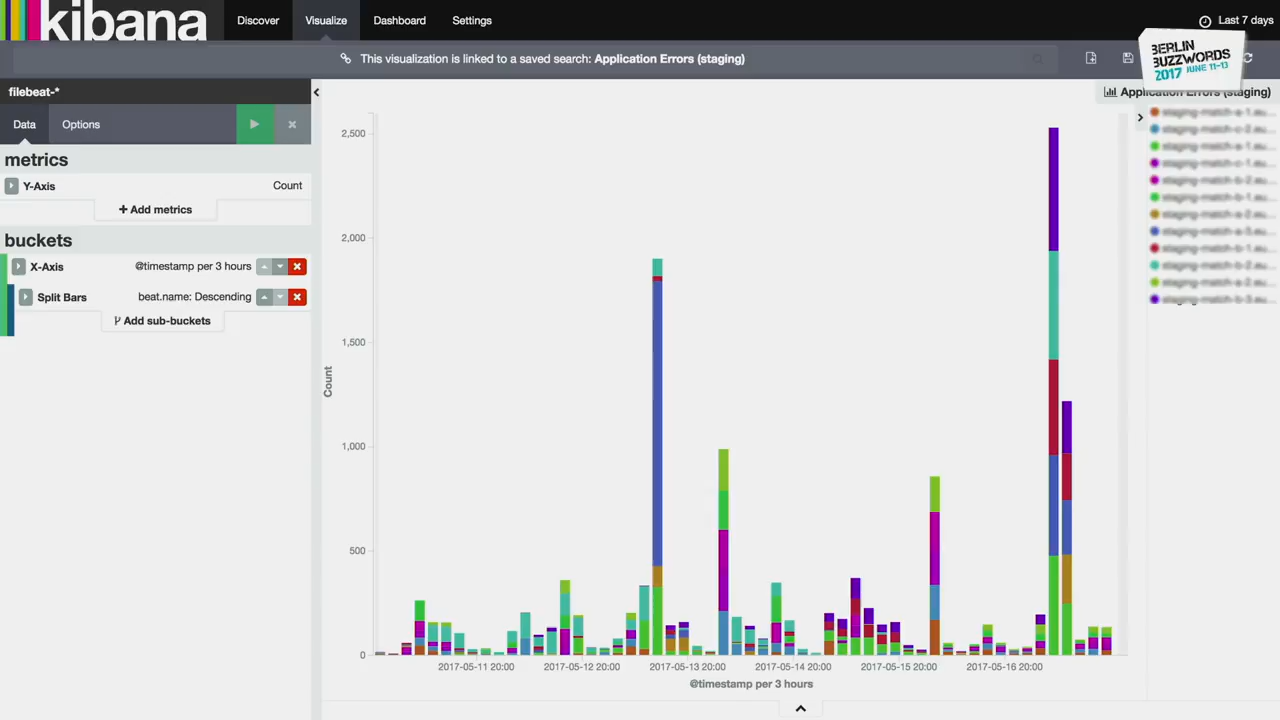 kibana
Discover
Visualize
Dashboard
Settings
Last 7 days
This visualization is linked to a saved search: Application Errors (staging)
BERLIN
BUZZWORDS
2017 JUNE 11-13
filebeat-*
Data
Options
metrics
Y-Axis
Count
+ Add metrics
buckets
X-Axis
@timestamp per 3 hours
Split Bars
beat.name: Descending
Add sub-buckets
Application Errors (staging)
2,500
2,000
1,500
1,000
500
0
Count
2017-05-11 20:00
2017-05-12 20:00
2017-05-13 20:00
2017-05-14 20:00
2017-05-15 20:00
2017-05-16 20:00
@timestamp per 3 hours